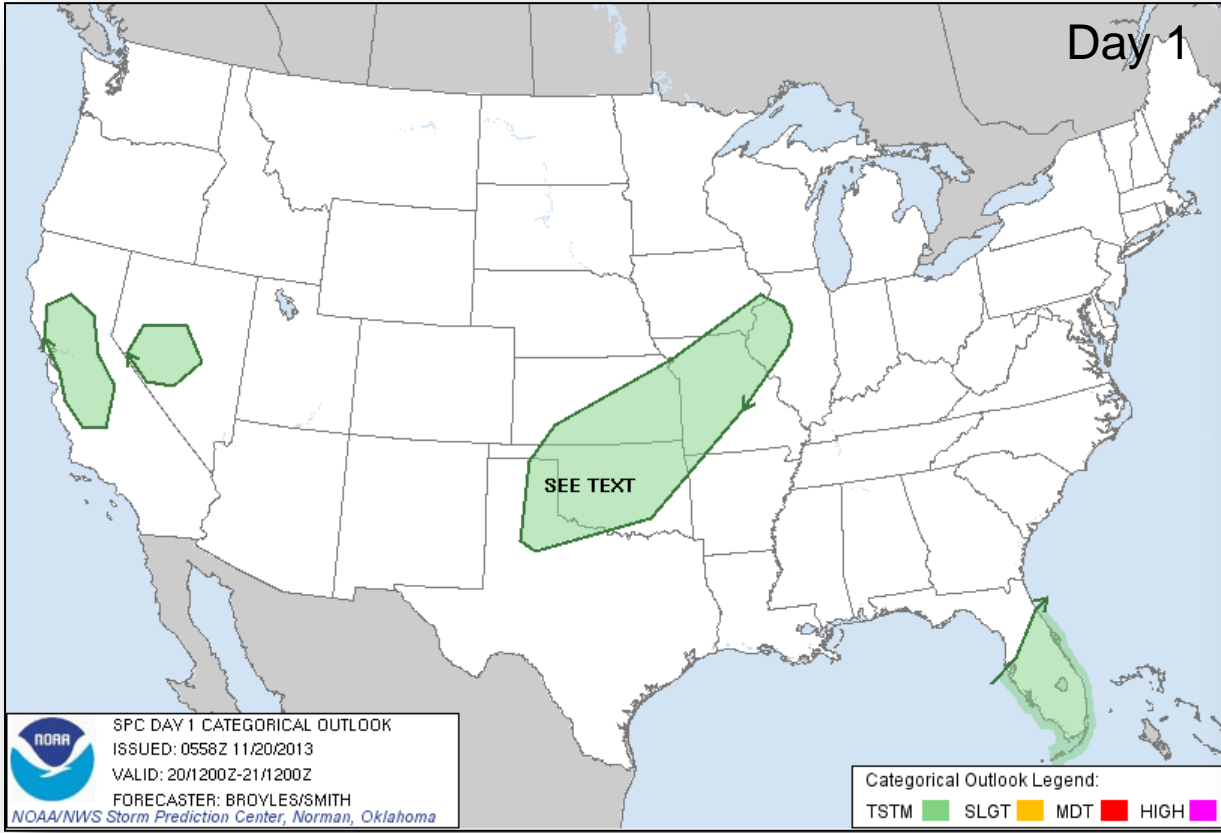 Day 1
SEE TEXT
NOAA
SPC DAY 1 CATEGORICAL OUTLOOK
ISSUED: 0558Z 11/20/2013
VALID: 20/1200Z-21/1200Z
FORECASTER: BROYLES/SMITH
NOAA/NWS Storm Prediction Center, Norman, Oklahoma
Categorical Outlook Legend:
TSTM SLGT MDT HIGH